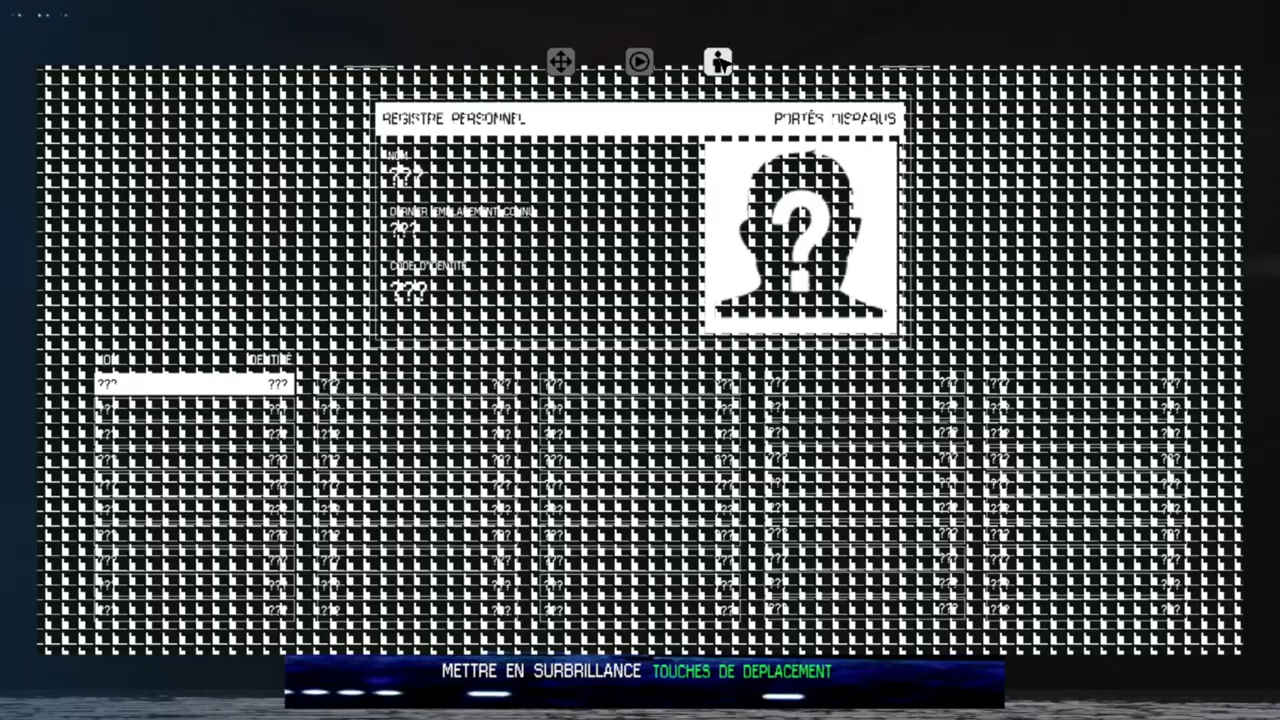 REGISTRE PERSONNEL PORTÉS DISPARUS
NOM
???
DERNIER EMPLACEMENT CONNU
???
CODE D'IDENTITÉ
???
NOM IDENTITÉ
??? ??? ??? ??? ??? ??? ??? ??? ??? ???
??? ??? ??? ??? ??? ??? ??? ??? ??? ???
??? ??? ??? ??? ??? ??? ??? ??? ??? ???
??? ??? ??? ??? ??? ??? ??? ??? ??? ???
??? ??? ??? ??? ??? ??? ??? ??? ??? ???
??? ??? ??? ??? ??? ??? ??? ??? ??? ???
??? ??? ??? ??? ??? ??? ??? ??? ??? ???
??? ??? ??? ??? ??? ??? ??? ??? ??? ???
??? ??? ??? ??? ??? ??? ??? ??? ??? ???
??? ??? ??? ??? ??? ??? ??? ??? ??? ???
METTRE EN SURBRILLANCE TOUCHES DE DEPLACEMENT